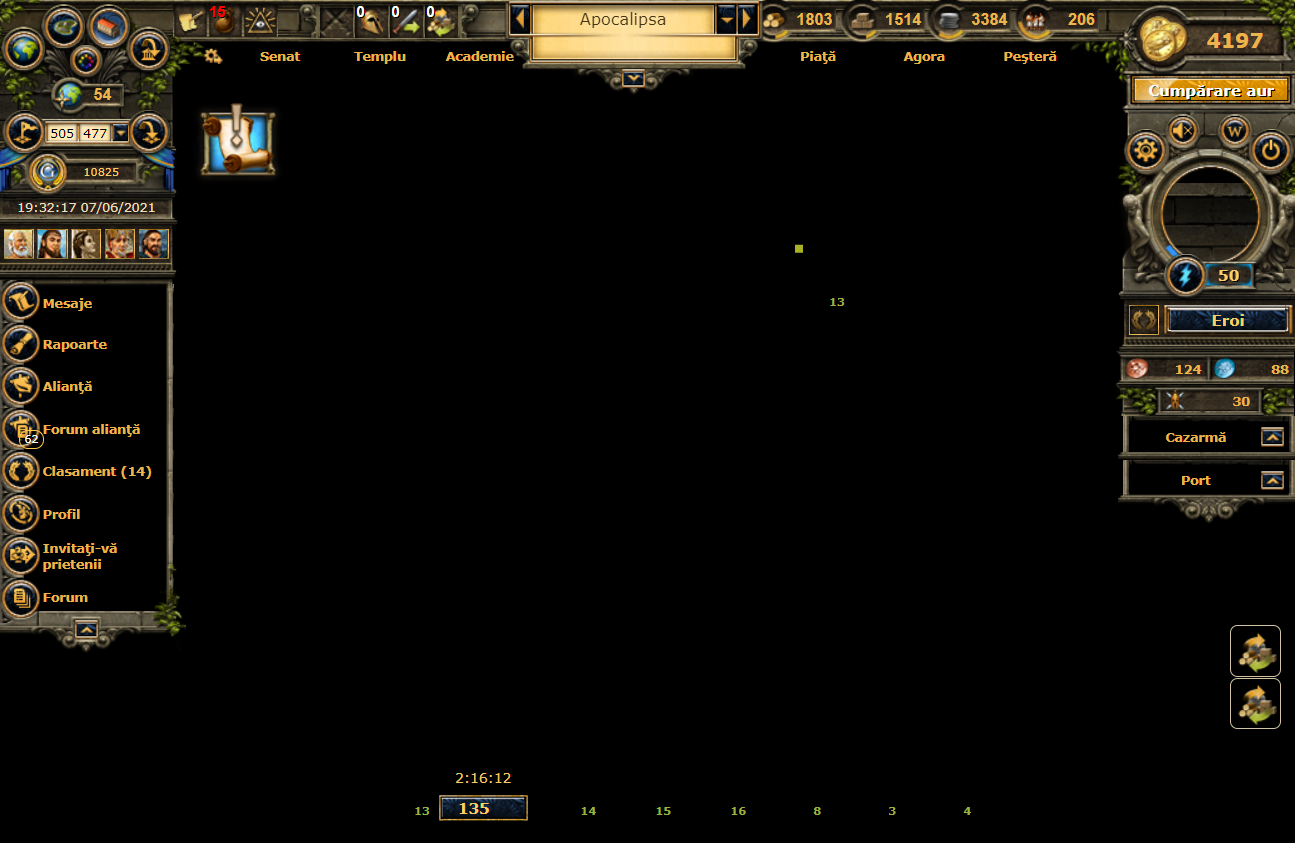 15
0
0
0
Apocalipsa
1803
1514
3384
206
4197
Senat
Templu
Academie
Piaţă
Agora
Peşteră
Cumpărare aur
54
505
477
W
10825
19:32:17 07/06/2021
50
Eroi
Mesaje
Rapoarte
Alianţă
Forum alianţă
62
Clasament (14)
Profil
Invitaţi-vă
prietenii
Forum
124
88
30
Cazarmă
Port
13
2:16:12
13
135
14
15
16
8
3
4